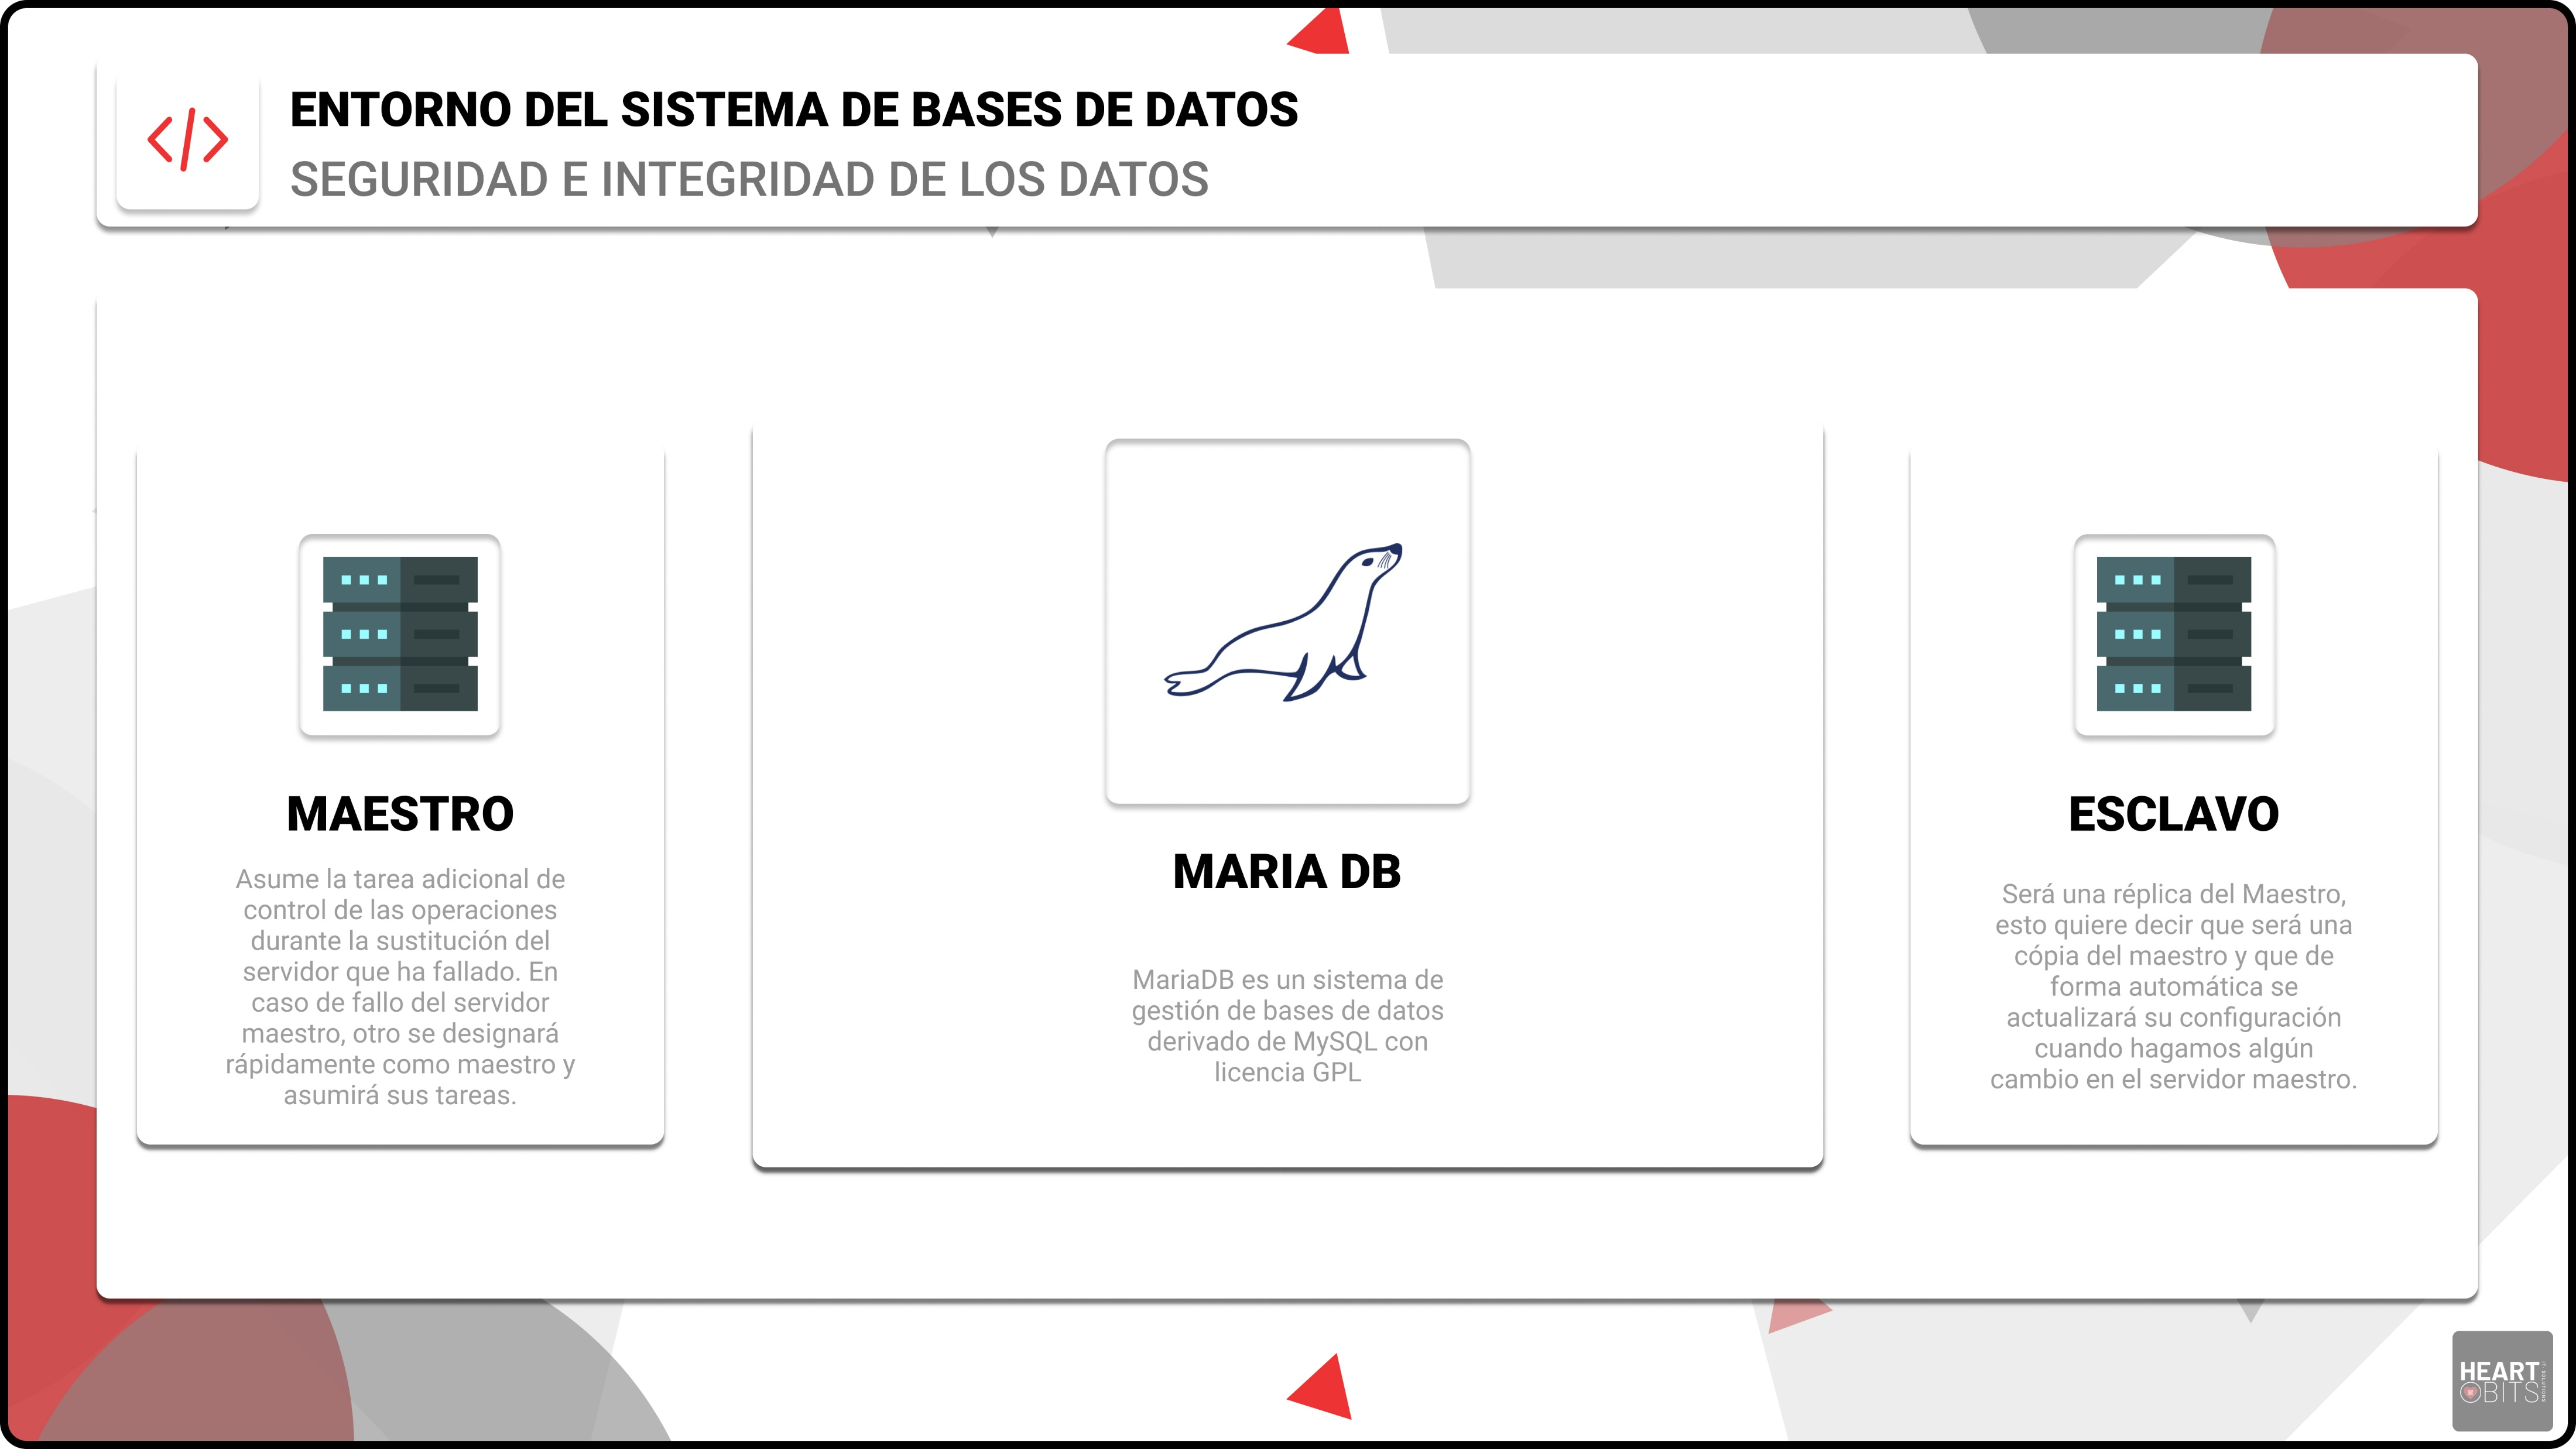 ENTORNO DEL SISTEMA DE BASES DE DATOS
SEGURIDAD E INTEGRIDAD DE LOS DATOS
MAESTRO
Asume la tarea adicional de
control de las operaciones
durante la sustitución del
servidor que ha fallado. En
caso de fallo del servidor
maestro, otro se designará
rápidamente como maestro y
asumirá sus tareas.
MARIA DB
MariaDB es un sistema de
gestión de bases de datos
derivado de MySQL con
licencia GPL
ESCLAVO
Será una réplica del Maestro,
esto quiere decir que será una
cópia del maestro y que de
forma automática se
actualizará su configuración
cuando hagamos algún
cambio en el servidor maestro.
HEART
BITS
IT SOLUTIONS